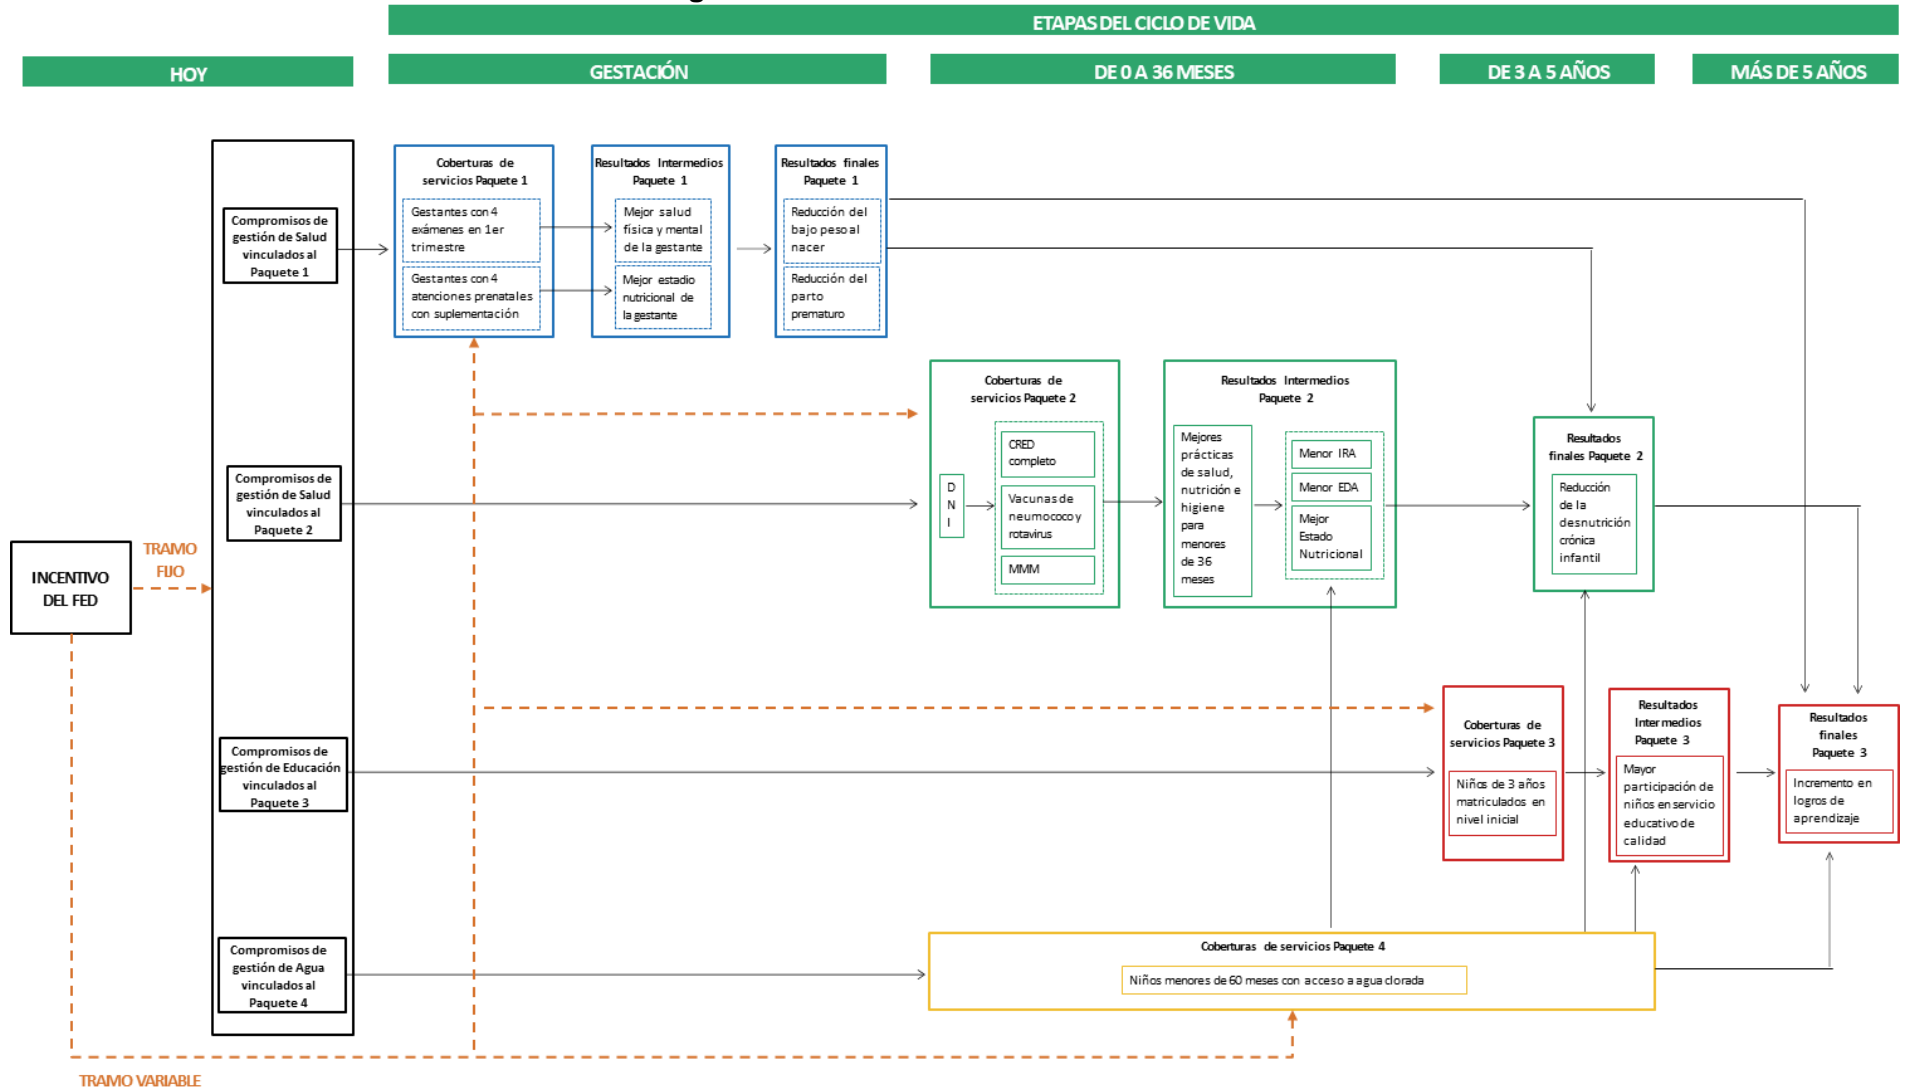 ETAPAS DEL CICLO DE VIDA
HOY
GESTACIÓN
DE 0 A 36 MESES
DE 3 A 5 AÑOS
MÁS DE 5 AÑOS
Coberturas de
servicios Paquete 1
Gestantes con 4
exámenes en 1er
trimestre
Gestantes con 4
atenciones prenatales
con suplementación
Resultados Intermedios
Paquete 1
Mejor salud
física y mental
de la gestante
Mejor estadio
nutricional de
la gestante
Resultados finales
Paquete 1
Reducción del
bajo peso al
nacer
Reducción del
parto
prematuro
Compromisos de
gestión de Salud
vinculados al
Paquete 1
Coberturas de
servicios Paquete 2
DNI
CRED
completo
Vacunas de
neumococo y
rotavirus
MMM
Resultados Intermedios
Paquete 2
Mejores
prácticas
de salud,
nutrición e
higiene
para
menores
de 36
meses
Menor IRA
Menor EDA
Mejor
Estado
Nutricional
Resultados
finales Paquete 2
Reducción
de la
desnutrición
crónica
infantil
Compromisos de
gestión de Salud
vinculados al
Paquete 2
INCENTIVO
DEL FED
TRAMO
FIJO
Compromisos de
gestión de Educación
vinculados al
Paquete 3
Coberturas de
servicios Paquete 3
Niños de 3 años
matriculados en
nivel inicial
Resultados
Intermedios
Paquete 3
Mayor
participación de
niños en servicio
educativo de
calidad
Resultados
finales
Paquete 3
Incremento en
logros de
aprendizaje
Compromisos de
gestión de Agua
vinculados al
Paquete 4
Coberturas de servicios Paquete 4
Niños menores de 60 meses con acceso a agua clorada
TRAMO VARIABLE